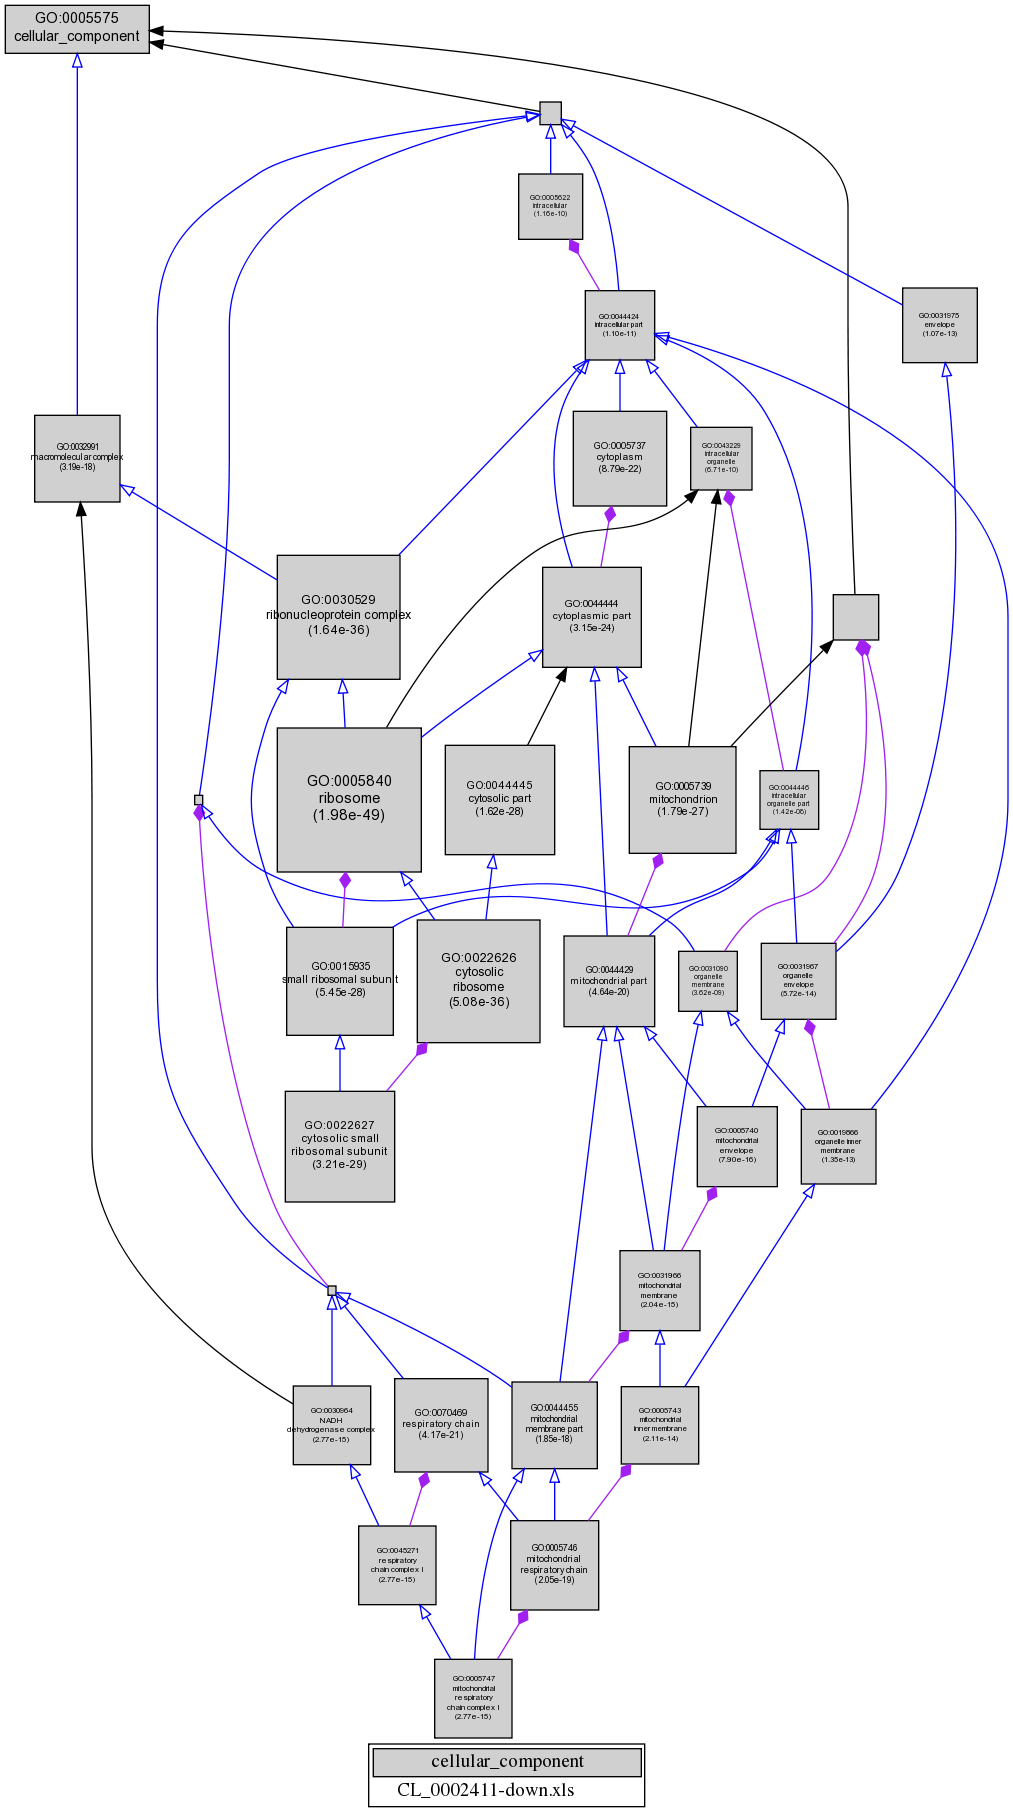 GO:0005575
cellular_component
GO:0005622
intracellular
(1.16e-10)
GO:0044424
intracellular part
(1.10e-11)
GO:0031975
envelope
(1.07e-13)
GO:0032991
macromolecular complex
(3.19e-18)
GO:0005737
cytoplasm
(8.79e-22)
GO:0043229
intracellular
organelle
(6.71e-10)
GO:0030529
ribonucleoprotein complex
(1.64e-36)
GO:0044444
cytoplasmic part
(3.15e-24)
GO:0005840
ribosome
(1.98e-49)
GO:0044445
cytosolic part
(1.62e-28)
GO:0005739
mitochondrion
(1.79e-27)
GO:0044446
intracellular
organelle part
(1.42e-08)
GO:0015935
small ribosomal subunit
(5.45e-28)
GO:0022626
cytosolic
ribosome
(5.08e-36)
GO:0044429
mitochondrial part
(4.64e-20)
GO:0031090
organelle
membrane
(3.62e-09)
GO:0031967
organelle
envelope
(5.72e-14)
GO:0022627
cytosolic small
ribosomal subunit
(3.21e-29)
GO:0005740
mitochondrial
envelope
(7.90e-16)
GO:0019866
organelle inner
membrane
(1.35e-13)
GO:0031966
mitochondrial
membrane
(2.04e-15)
GO:0030964
NADH
dehydrogenase complex
(2.77e-15)
GO:0070469
respiratory chain
(4.17e-21)
GO:0044455
mitochondrial
membrane part
(1.85e-18)
GO:0005743
mitochondrial
inner membrane
(2.11e-14)
GO:0045271
respiratory
chain complex I
(2.77e-15)
GO:0005746
mitochondrial
respiratory chain
(2.05e-19)
GO:0005747
mitochondrial
respiratory
chain complex I
(2.77e-15)
cellular_component
CL_0002411-down.xls